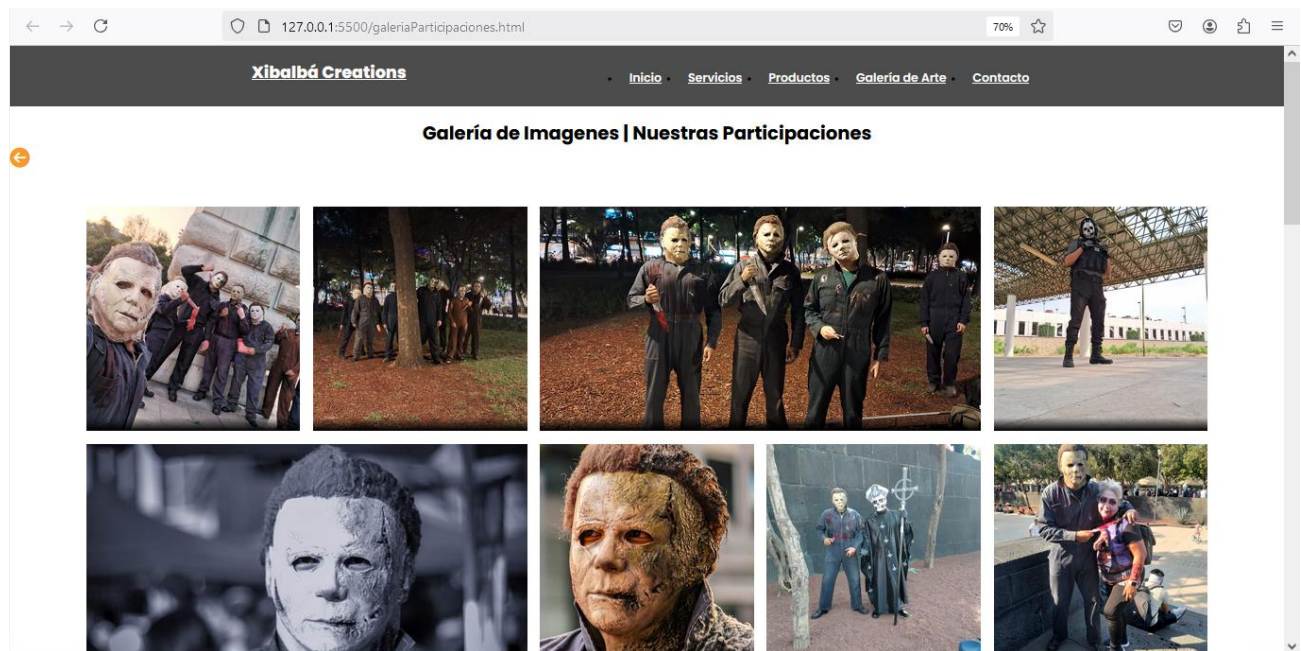 127.0.0.1:5500/galeriaParticipaciones.html
70%
Xibalbá Creations
Inicio
Servicios
Productos
Galería de Arte
Contacto
Galería de Imagenes | Nuestras Participaciones